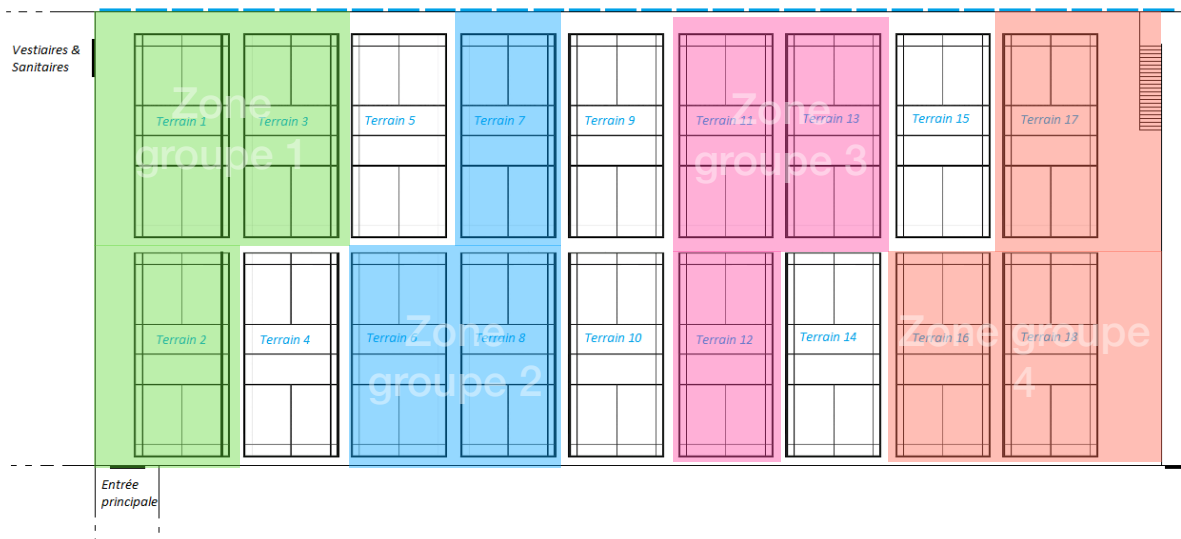 Vestiaires &
Sanitaires
Zone
groupe 1
Terrain 1
Terrain 3
Terrain 5
Terrain 7
Terrain 9
Zone
groupe 3
Terrain 11
Terrain 13
Terrain 15
Terrain 17
Terrain 2
Terrain 4
Zone
groupe 2
Terrain 6
Terrain 8
Terrain 10
Terrain 12
Terrain 14
Zone groupe
4
Terrain 16
Terrain 18
Entrée
principale